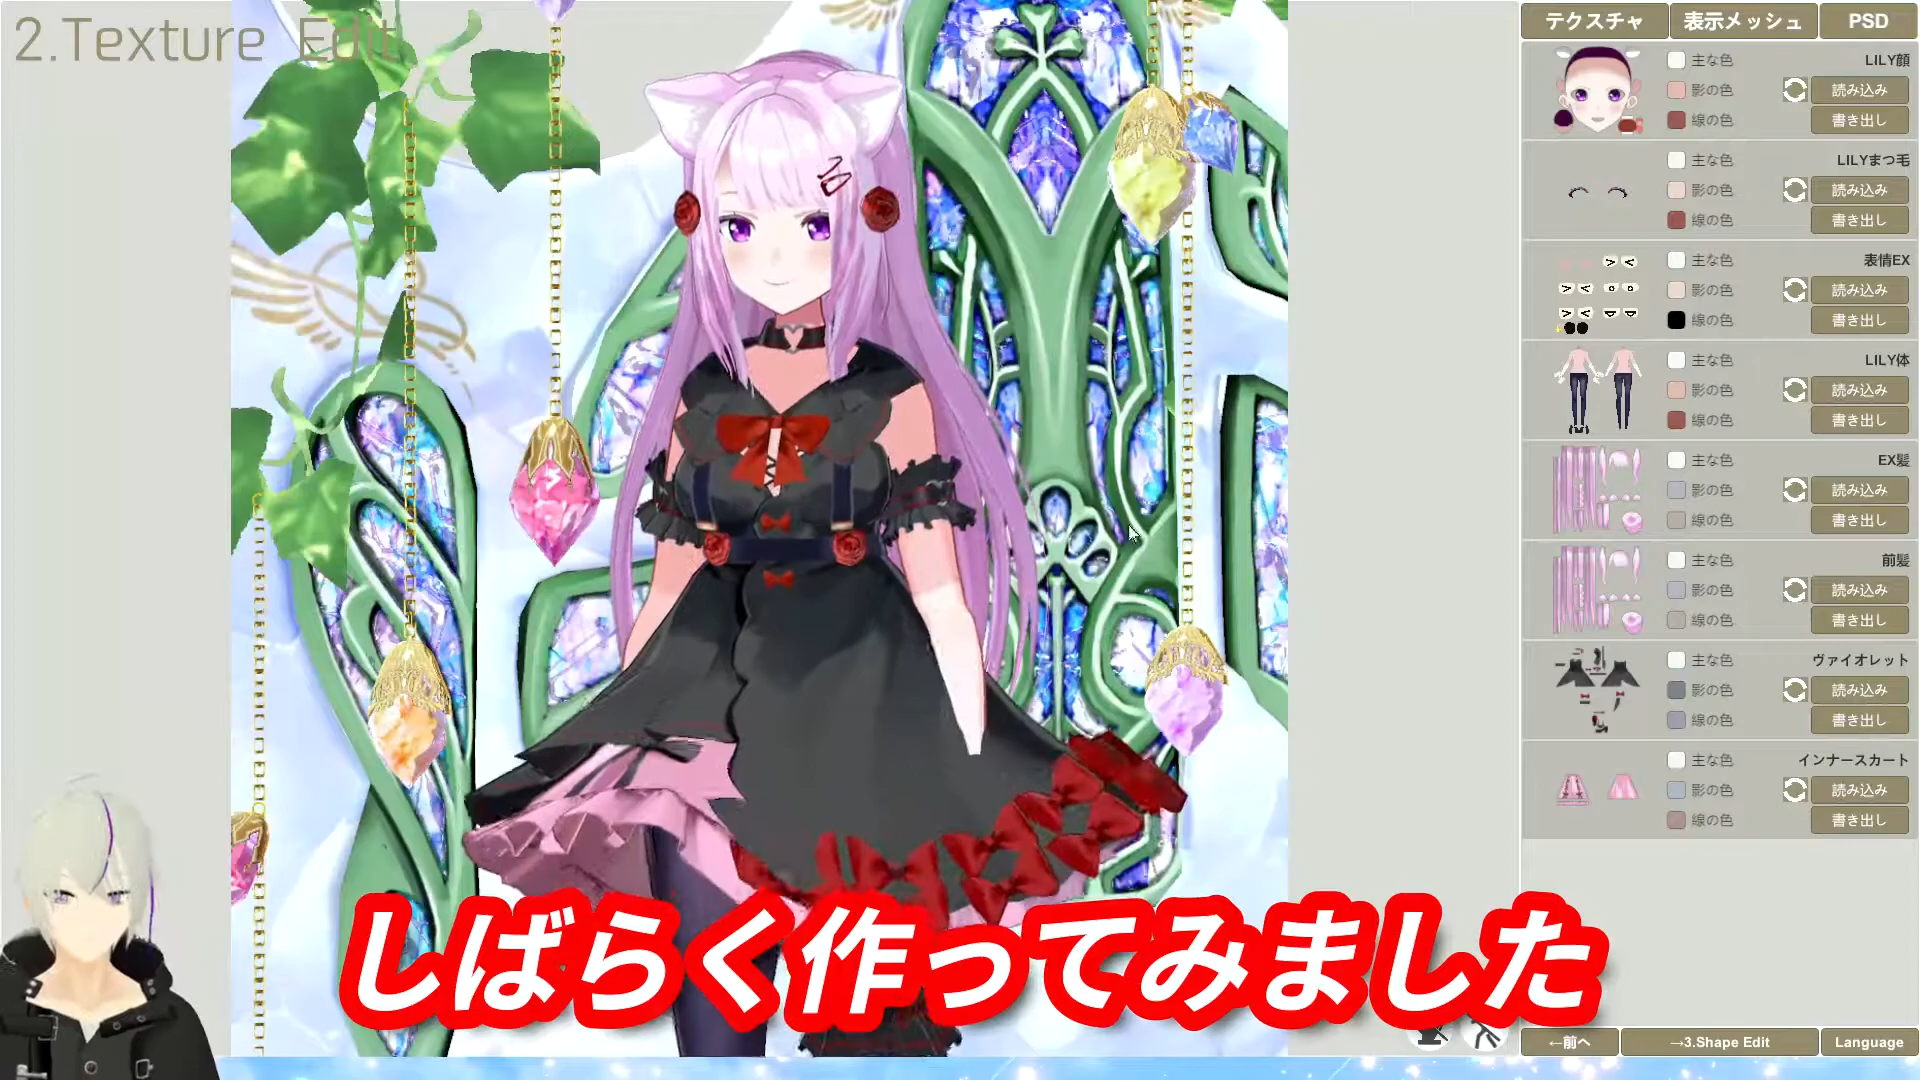 2.Texture Edit
テクスチャ 表示メッシュ PSD
主な色 LILY顔
影の色 読み込み
線の色 書き出し
主な色 LILYまつ毛
影の色 読み込み
線の色 書き出し
主な色 表情EX
影の色 読み込み
線の色 書き出し
主な色 LILY体
影の色 読み込み
線の色 書き出し
主な色 EX髪
影の色 読み込み
線の色 書き出し
主な色 前髪
影の色 読み込み
線の色 書き出し
主な色 ヴァイオレット
影の色 読み込み
線の色 書き出し
主な色 インナースカート
影の色 読み込み
線の色 書き出し
しばらく作ってみました
←前へ →3.Shape Edit Language